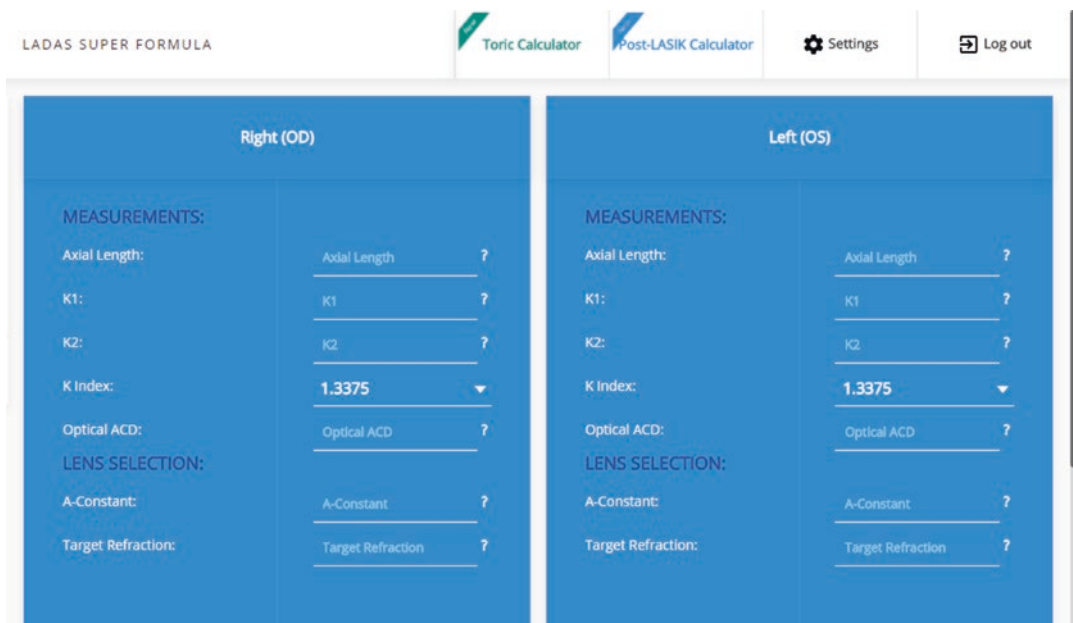 LADAS SUPER FORMULA
Toric Calculator
Post-LASIK Calculator
Settings
Log out
Right (OD)
MEASUREMENTS:
Axial Length: Axial Length ?
K1: K1 ?
K2: K2 ?
K Index: 1.3375
Optical ACD: Optical ACD ?
LENS SELECTION:
A-Constant: A-Constant ?
Target Refraction: Target Refraction ?
Left (OS)
MEASUREMENTS:
Axial Length: Axial Length ?
K1: K1 ?
K2: K2 ?
K Index: 1.3375
Optical ACD: Optical ACD ?
LENS SELECTION:
A-Constant: A-Constant ?
Target Refraction: Target Refraction ?